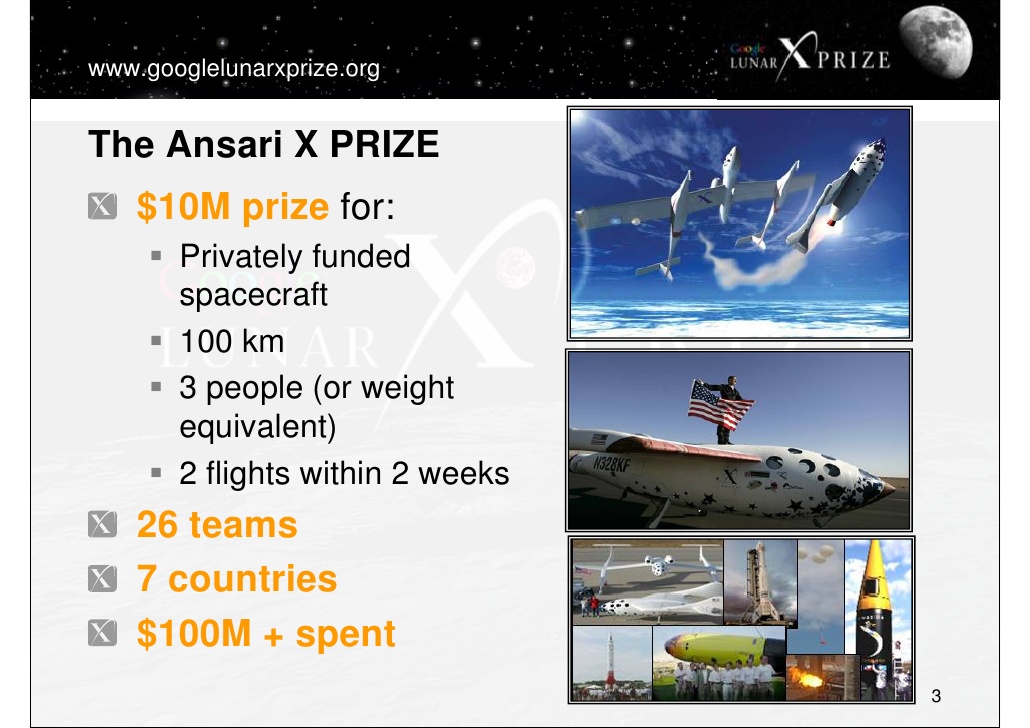 www.googlelunarxprize.org
Google
LUNAR X PRIZE
The Ansari X PRIZE
$10M prize for:
Privately funded
spacecraft
100 km
3 people (or weight
equivalent)
2 flights within 2 weeks
26 teams
7 countries
$100M + spent
N328KF
3